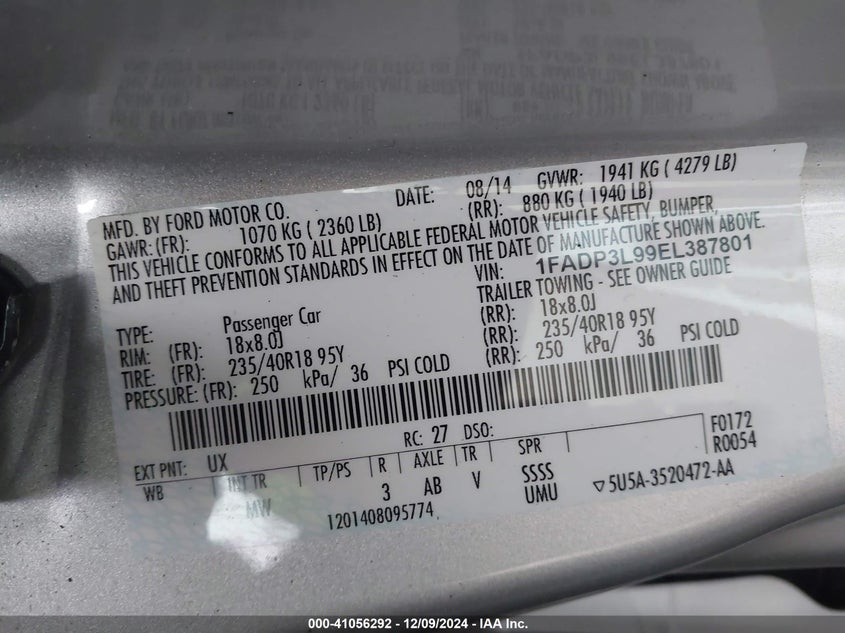 MFD. BY FORD MOTOR CO. DATE: 08/14 GVWR: 1941 KG ( 4279 LB)
GAWR: (FR): 1070 KG ( 2360 LB) (RR): 880 KG ( 1940 LB)
THIS VEHICLE CONFORMS TO ALL APPLICABLE FEDERAL MOTOR VEHICLE SAFETY, BUMPER,
AND THEFT PREVENTION STANDARDS IN EFFECT ON THE DATE OF MANUFACTURE SHOWN ABOVE.
VIN: 1FADP3L99EL387801
TYPE: Passenger Car TRAILER TOWING - SEE OWNER GUIDE
RIM: (FR): 18x8.0J (RR): 18x8.0J
TIRE: (FR): 235/40R18 95Y (RR): 235/40R18 95Y
PRESSURE: (FR): 250 kPa/ 36 PSI COLD (RR): 250 kPa/ 36 PSI COLD
EXT PNT: UX RC: 27 DSO: F0172
WB INT TR TP/PS R AXLE TR SPR R0054
MW 3 AB V SSSS
UMU
1201408095774 ▽5U5A-3520472-AA
000-41056292 - 12/09/2024 - IAA Inc.